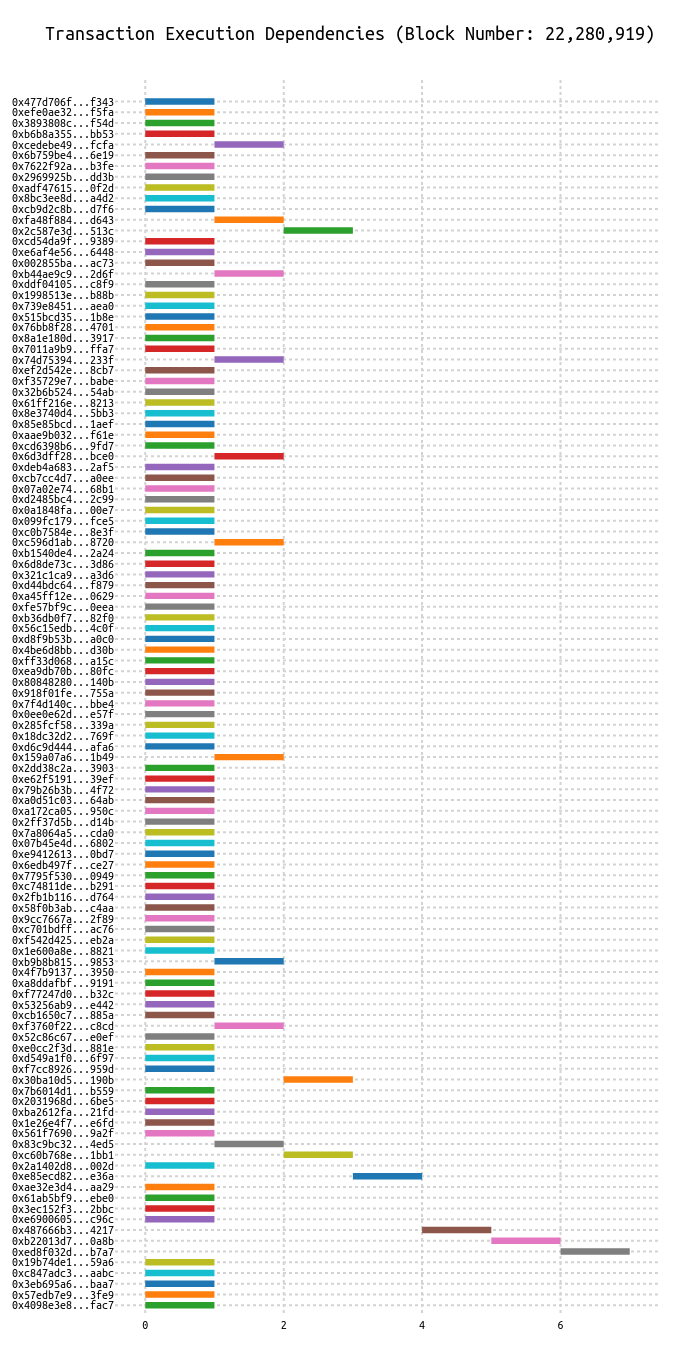 Transaction Execution Dependencies (Block Number: 22,280,919)
0x477d706f...f343
0xefe0ae32...f5fa
0x3893808c...f54d
0xb6b8a355...bb53
0xcedebe49...fcfa
0x6b759be4...6e19
0x7622f92a...b3fe
0x2969925b...dd3b
0xadf47615...0f2d
0x8bc3ee8d...a4d2
0xcb9d2c8b...d7f6
0xfa48f884...d643
0x2c587e3d...513c
0xcd54da9f...9389
0xe6af4e56...6448
0x002855ba...ac73
0xb44ae9c9...2d6f
0xddf04105...c8f9
0x1998513e...b88b
0x739e8451...aea0
0x515bcd35...1b8e
0x76bb8f28...4701
0x8a1e180d...3917
0x7011a9b9...ffa7
0x74d75394...233f
0xef2d542e...8cb7
0xf35729e7...babe
0x32b6b524...54ab
0x61ff216e...8213
0x8e3740d4...5bb3
0x85e85bcd...1aef
0xaae9b032...f61e
0xcd6398b6...9fd7
0x6d3dff28...bce0
0xdeb4a683...2af5
0xcb7cc4d7...a0ee
0x07a02e74...68b1
0xd2485bc4...2c99
0x0a1848fa...00e7
0x099fc179...fce5
0xc0b7584e...8e3f
0xc596d1ab...8720
0xb1540de4...2a24
0x6d8de73c...3d86
0x321c1ca9...a3d6
0xd44bdc64...f879
0xa45ff12e...0629
0xfe57bf9c...0eea
0xb36db0f7...82f0
0x56c15edb...4c0f
0xd8f9b53b...a0c0
0x4be6d8bb...d30b
0xff33d068...a15c
0xea9db70b...80fc
0x80848280...140b
0x918f01fe...755a
0x7f4d140c...bbe4
0x0ee0e62d...e57f
0x285fcf58...339a
0x18dc32d2...769f
0xd6c9d444...afa6
0x159a07a6...1b49
0x2dd38c2a...3903
0xe62f5191...39ef
0x79b26b3b...4f72
0xa0d51c03...64ab
0xa172ca05...950c
0x2ff37d5b...d14b
0x7a8064a5...cda0
0x07b45e4d...6802
0xe9412613...0bd7
0x6edb497f...ce27
0x7795f530...0949
0xc74811de...b291
0x2fb1b116...d764
0x58f0b3ab...c4aa
0x9cc7667a...2f89
0xc701bdff...ac76
0xf542d425...eb2a
0x1e600a8e...8821
0xb9b8b815...9853
0x4f7b9137...3950
0xa8ddafbf...9191
0xf77247d0...b32c
0x53256ab9...e442
0xcb1650c7...885a
0xf3760f22...c8cd
0x52c86c67...e0ef
0xe0cc2f3d...881e
0xd549a1f0...6f97
0xf7cc8926...959d
0x30ba10d5...190b
0x7b6014d1...b559
0x2031968d...6be5
0xba2612fa...21fd
0x1e26e4f7...e6fd
0x561f7690...9a2f
0x83c9bc32...4ed5
0xc60b768e...1bb1
0x2a1402d8...002d
0xe85ecd82...e36a
0xae32e3d4...aa29
0x61ab5bf9...ebe0
0x3ec152f3...2bbc
0xe6900605...c96c
0x487666b3...4217
0xb22013d7...0a8b
0xed8f032d...b7a7
0x19b74de1...59a6
0xc847adc3...aabc
0x3eb695a6...baa7
0x57edb7e9...3fe9
0x4098e3e8...fac7
0 2 4 6